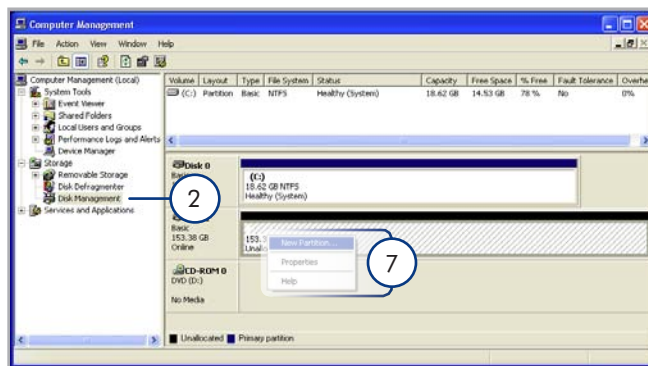 Computer Management
File Action View Window Help
Computer Management (Local)
System Tools
Event Viewer
Shared Folders
Local Users and Groups
Performance Logs and Alerts
Device Manager
Storage
Removable Storage
Disk Defragmenter
Disk Management
Services and Applications
2
Volume Layout Type File System Status Capacity Free Space % Free Fault Tolerance Overhe
(C:) Partition Basic NTFS Healthy (System) 18.62 GB 14.53 GB 78 % No 0%
Disk 0
(C:)
18.62 GB NTFS
Healthy (System)
Basic
153.38 GB
Online
153.
Unallo
New Partition...
Properties
Help
7
CD-ROM 0
DVD (D:)
No Media
Unallocated Primary partition